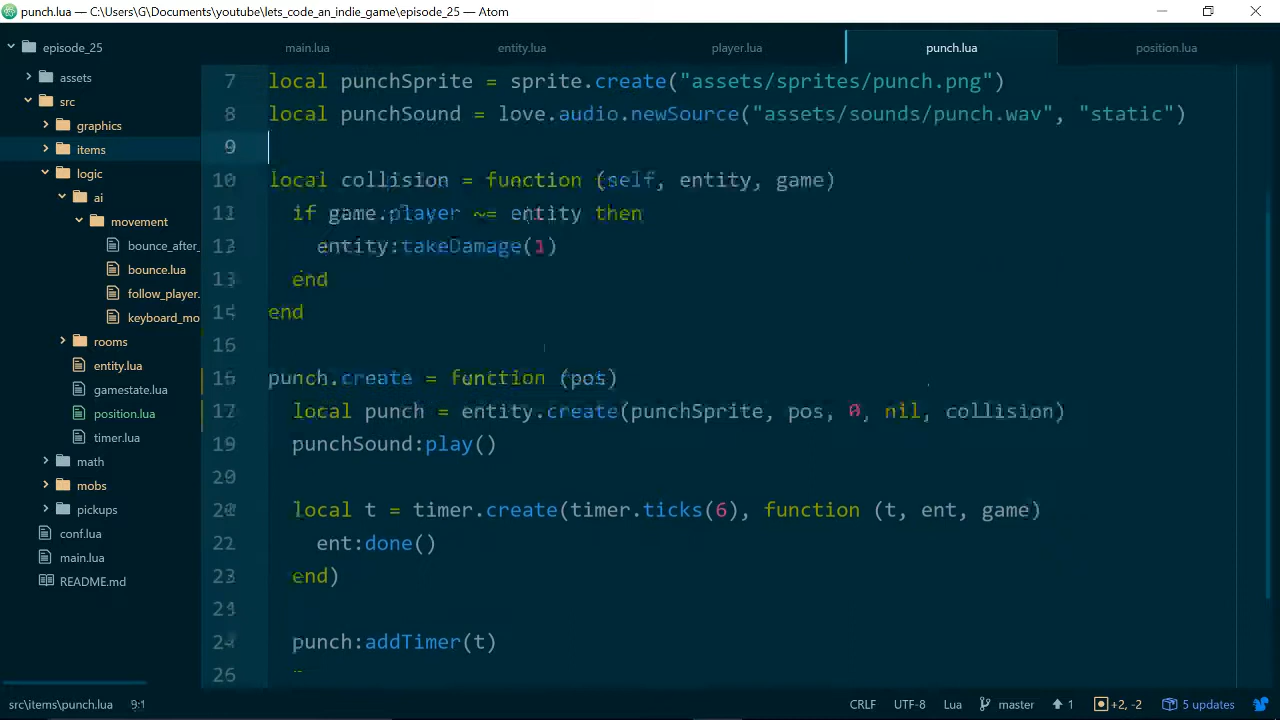 punch.lua — C:\Users\G\Documents\youtube\lets_code_an_indie_game\episode_25 — Atom
episode_25
main.lua
entity.lua
player.lua
punch.lua
position.lua
assets
src
graphics
items
logic
ai
movement
bounce_after_
bounce.lua
follow_player.
keyboard_mo
rooms
entity.lua
gamestate.lua
position.lua
timer.lua
math
mobs
pickups
conf.lua
main.lua
README.md
7 local punchSprite = sprite.create("assets/sprites/punch.png")
8 local punchSound = love.audio.newSource("assets/sounds/punch.wav", "static")
9
10 local collision = function (self, entity, game)
if game.player ~= entity then
12 entity:takeDamage(1)
13 end
end
16
punch.create = function (pos)
17 local punch = entity.create(punchSprite, pos, 0, nil, collision)
19 punchSound:play()
local t = timer.create(timer.ticks(6), function (t, ent, game)
22 ent:done()
23 end)
punch:addTimer(t)
26
src\items\punch.lua 9:1
CRLF UTF-8 Lua master 1 +2, -2 5 updates